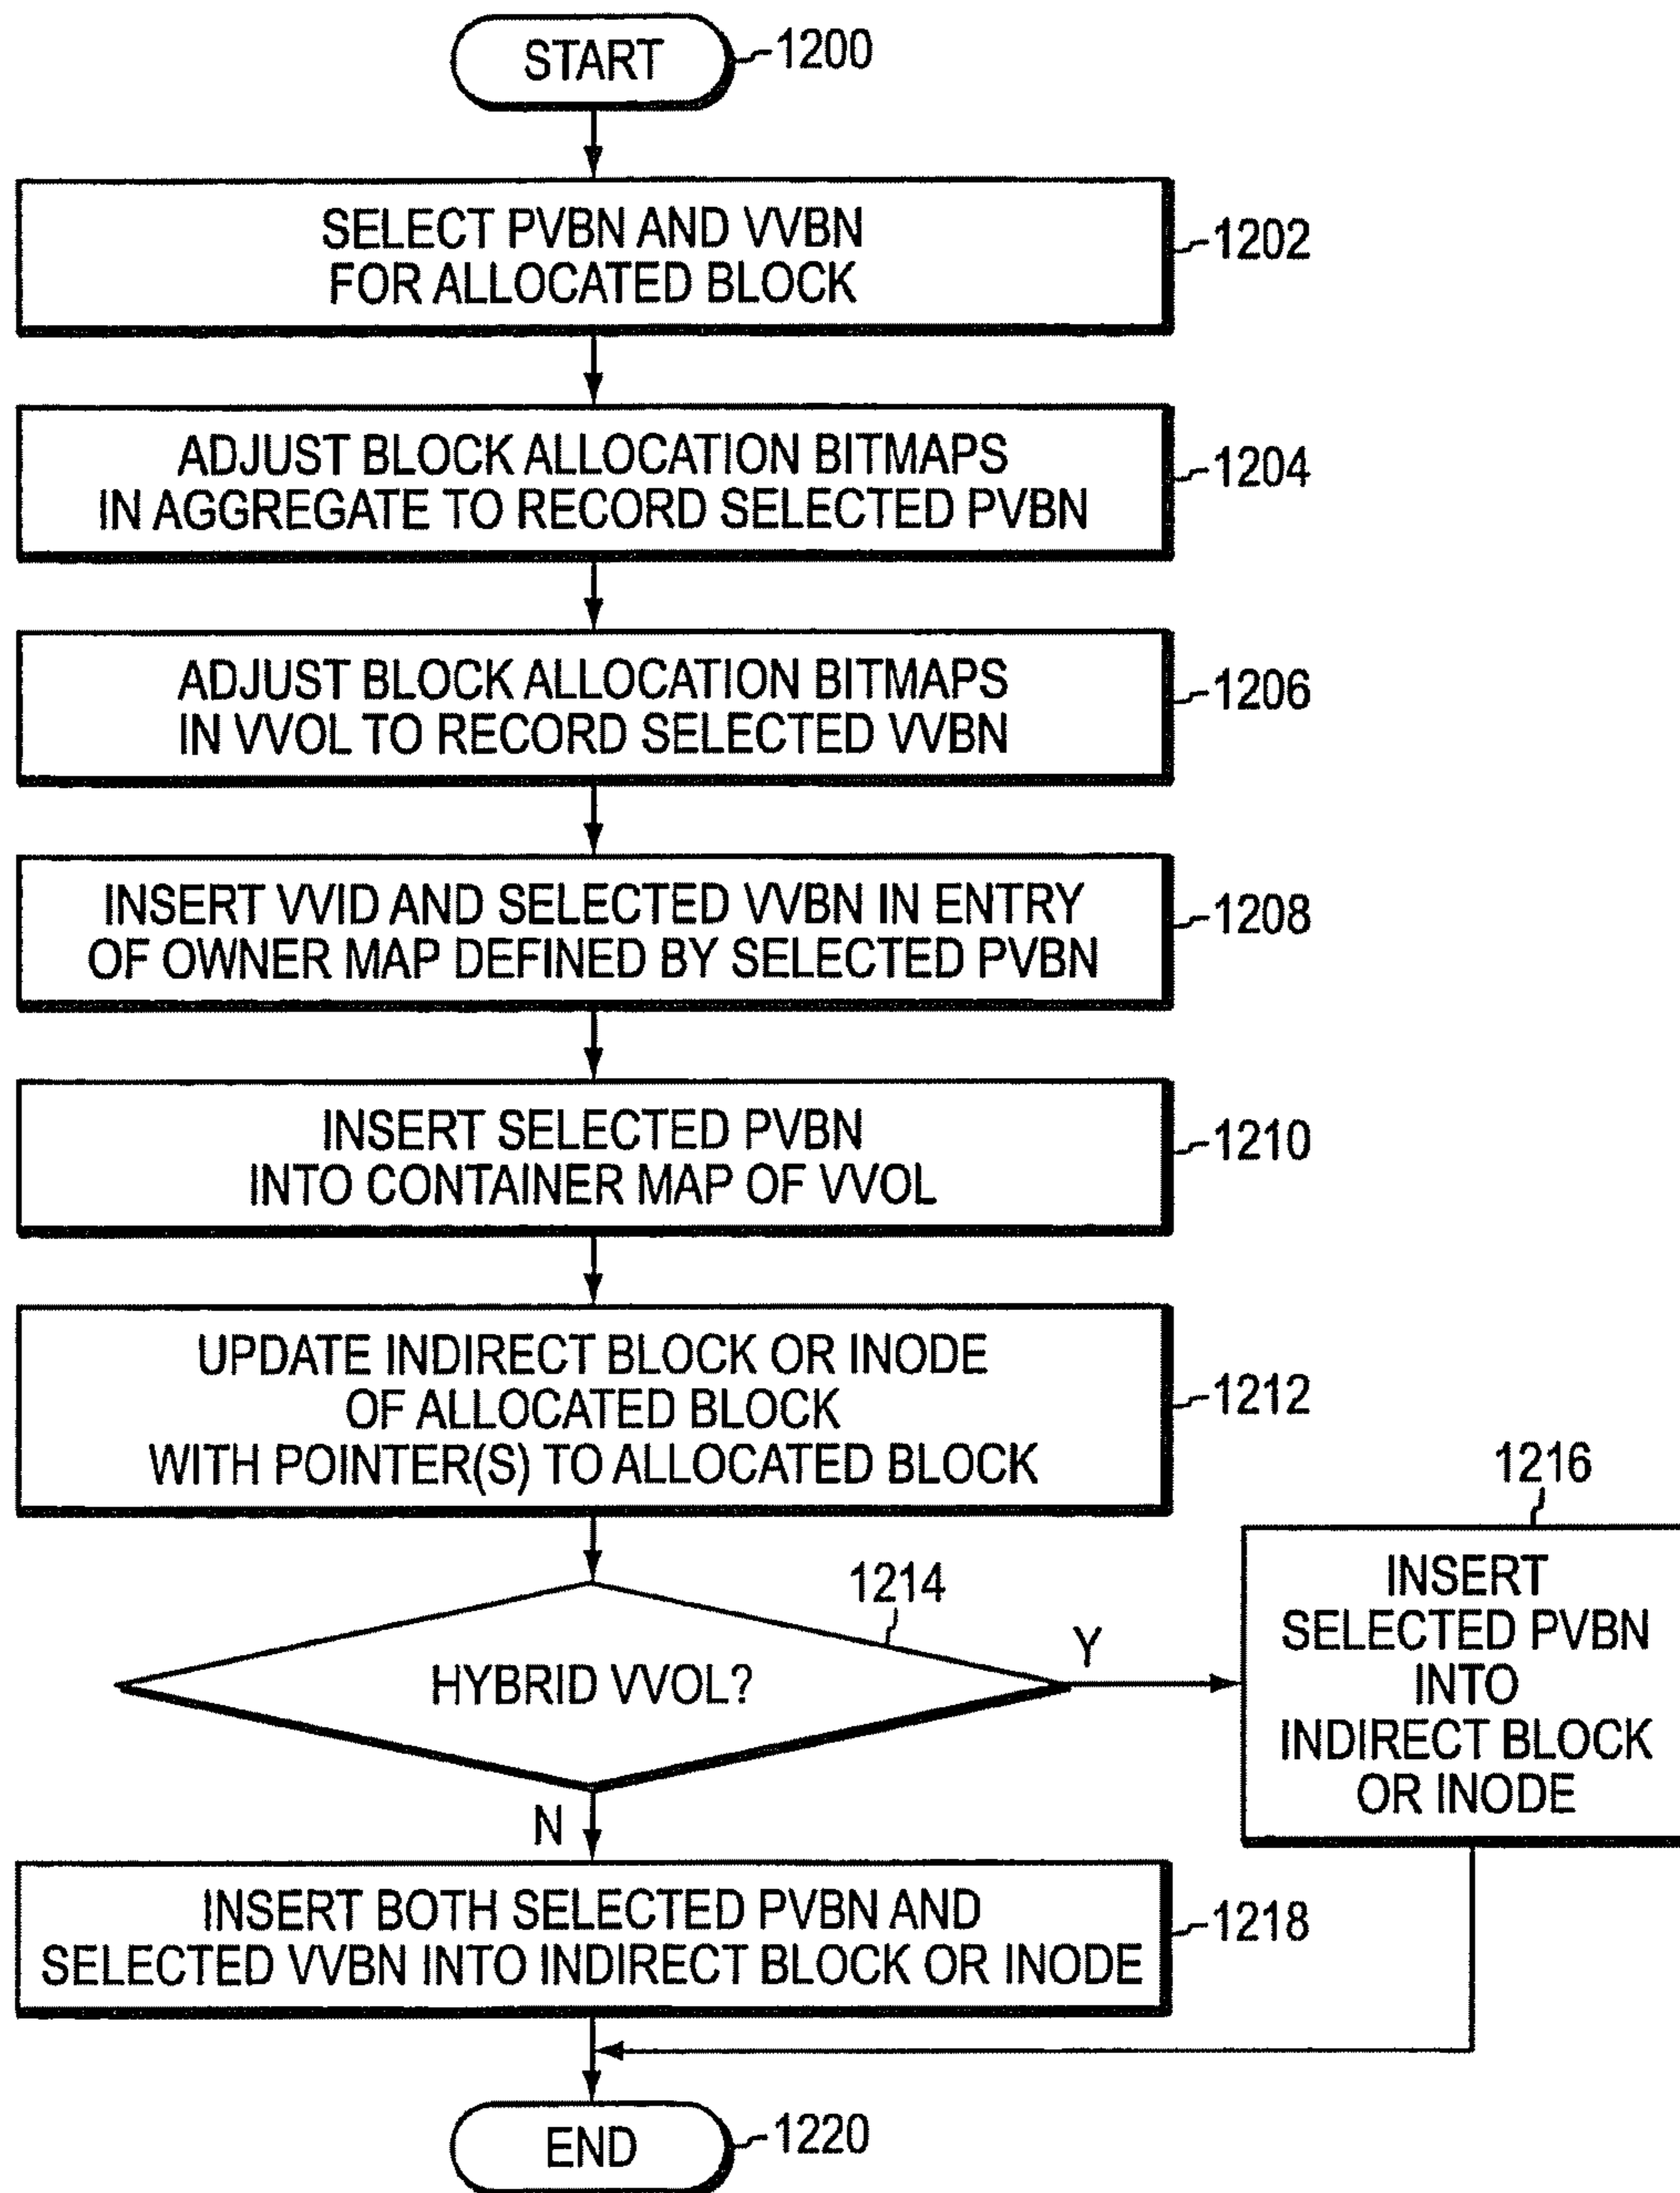 START
1200
SELECT PVBN AND VVBN
FOR ALLOCATED BLOCK
1202
ADJUST BLOCK ALLOCATION BITMAPS
IN AGGREGATE TO RECORD SELECTED PVBN
1204
ADJUST BLOCK ALLOCATION BITMAPS
IN VVOL TO RECORD SELECTED VVBN
1206
INSERT VVID AND SELECTED VVBN IN ENTRY
OF OWNER MAP DEFINED BY SELECTED PVBN
1208
INSERT SELECTED PVBN
INTO CONTAINER MAP OF VVOL
1210
UPDATE INDIRECT BLOCK OR INODE
OF ALLOCATED BLOCK
WITH POINTER(S) TO ALLOCATED BLOCK
1212
HYBRID VVOL?
1214
Y
1216
INSERT
SELECTED PVBN
INTO
INDIRECT BLOCK
OR INODE
N
INSERT BOTH SELECTED PVBN AND
SELECTED VVBN INTO INDIRECT BLOCK OR INODE
1218
END
1220